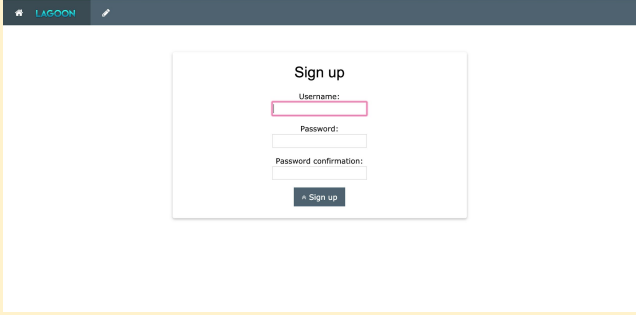 LAGOON
Sign up
Username:
Password:
Password confirmation:
Sign up